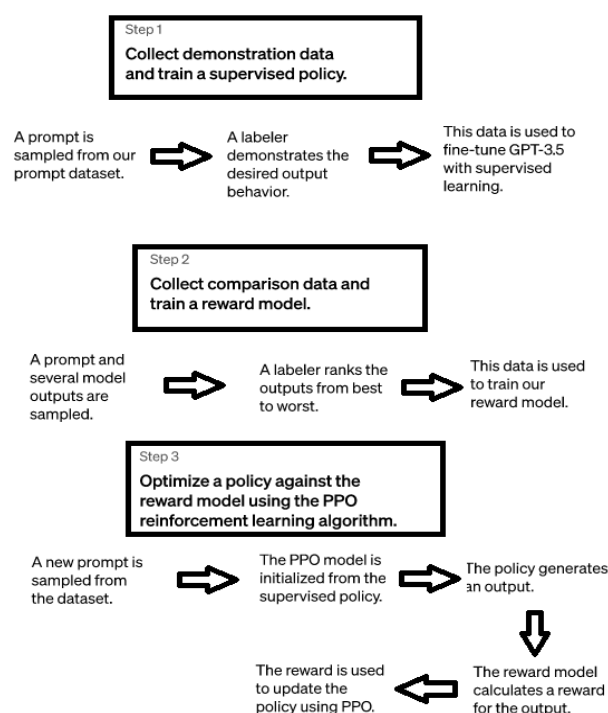 Step 1
Collect demonstration data
and train a supervised policy.
A prompt is
sampled from our
prompt dataset.
A labeler
demonstrates the
desired output
behavior.
This data is used to
fine-tune GPT-3.5
with supervised
learning.
Step 2
Collect comparison data and
train a reward model.
A prompt and
several model
outputs are
sampled.
A labeler ranks the
outputs from best
to worst.
This data is used
to train our
reward model.
Step 3
Optimize a policy against the
reward model using the PPO
reinforcement learning algorithm.
A new prompt is
sampled from
the dataset.
The PPO model is
initialized from the
supervised policy.
The policy generates
an output.
The reward model
calculates a reward
for the output.
The reward is used
to update the
policy using PPO.